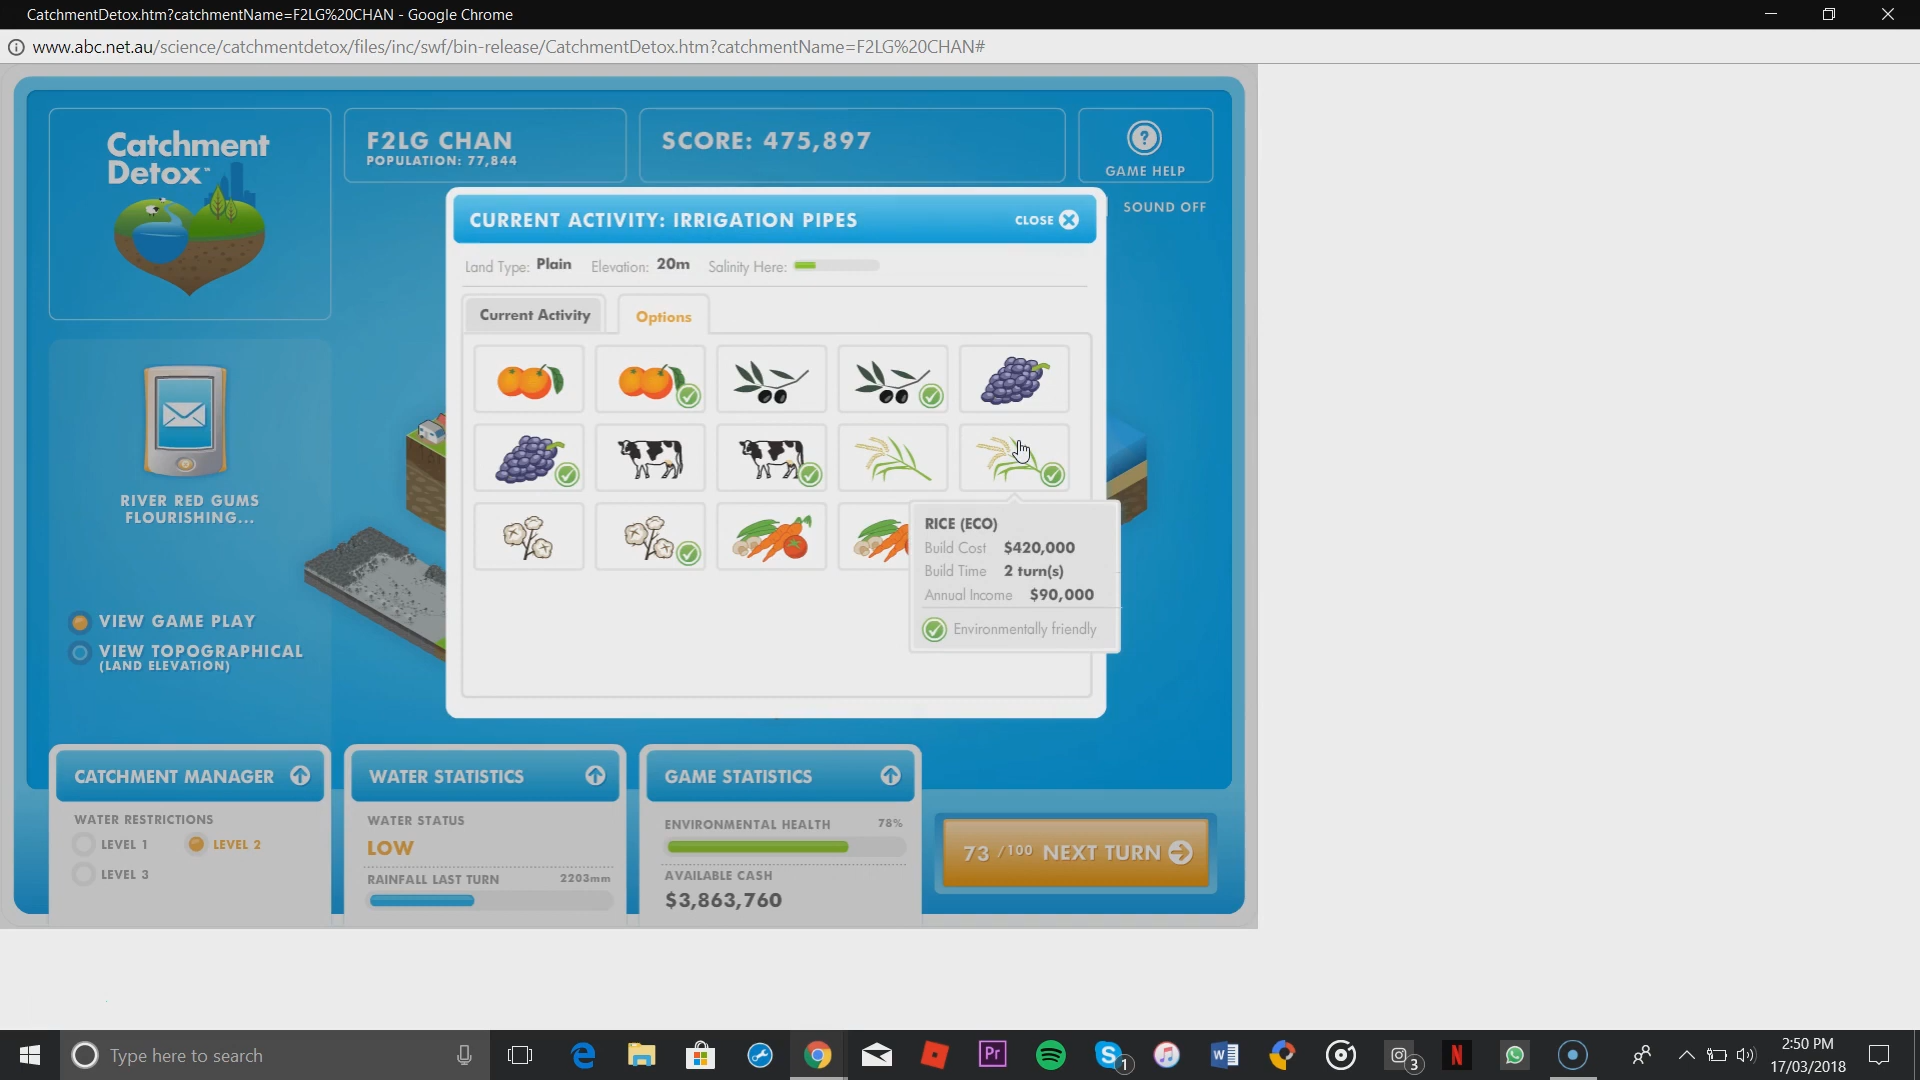 CatchmentDetox.htm?catchmentName=F2LG%20CHAN - Google Chrome
www.abc.net.au/science/catchmentdetox/files/inc/swf/bin-release/CatchmentDetox.htm?catchmentName=F2LG%20CHAN#
Catchment
Detox™
F2LG CHAN
POPULATION: 77,844
SCORE: 475,897
?
GAME HELP
SOUND OFF
CURRENT ACTIVITY: IRRIGATION PIPES
CLOSE
Land Type: Plain Elevation: 20m Salinity Here:
Current Activity
Options
RICE (ECO)
Build Cost $420,000
Build Time 2 turn(s)
Annual Income $90,000
Environmentally friendly
RIVER RED GUMS
FLOURISHING...
VIEW GAME PLAY
VIEW TOPOGRAPHICAL
(LAND ELEVATION)
CATCHMENT MANAGER
WATER RESTRICTIONS
LEVEL 1 LEVEL 2
LEVEL 3
WATER STATISTICS
WATER STATUS
LOW
RAINFALL LAST TURN 2203mm
GAME STATISTICS
ENVIRONMENTAL HEALTH 78%
AVAILABLE CASH
$3,863,760
73 /100 NEXT TURN
Type here to search
Pr
1
3
N
2:50 PM
17/03/2018